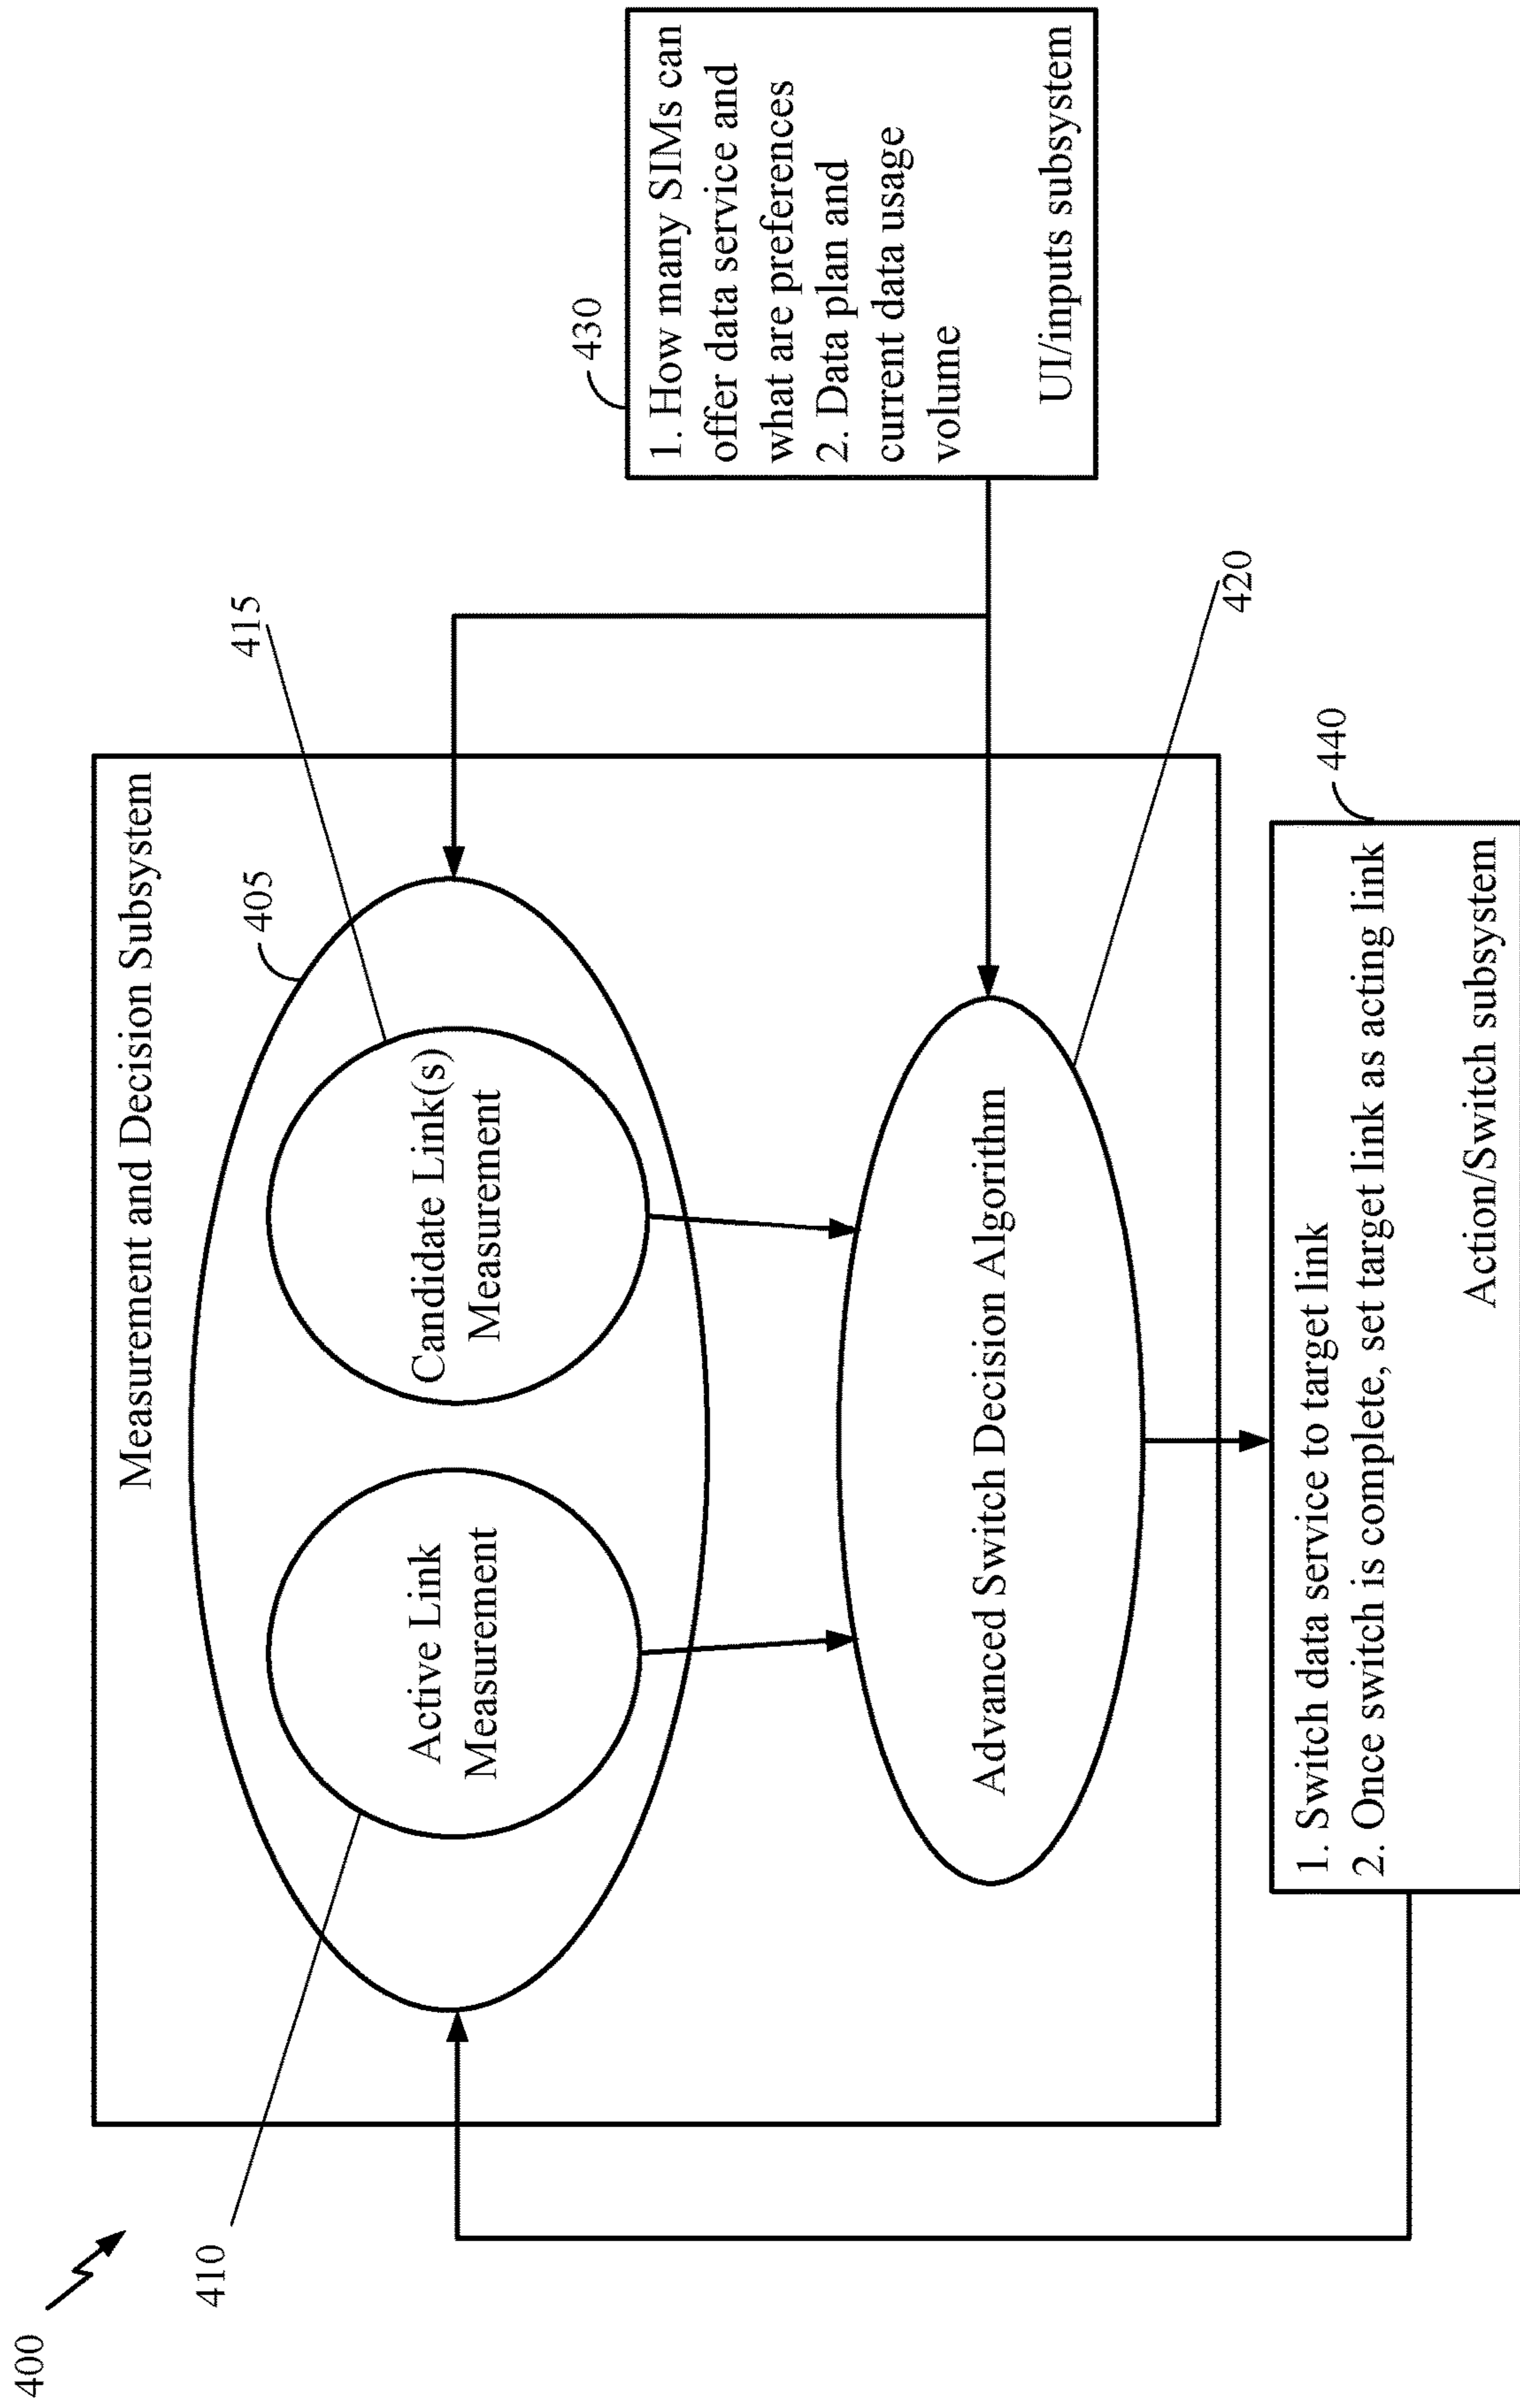 400
Measurement and Decision Subsystem
405
410
415
Active Link
Measurement
Candidate Link(s)
Measurement
Advanced Switch Decision Algorithm
420
430
1. How many SIMs can
offer data service and
what are preferences
2. Data plan and
current data usage
volume
UI/inputs subsystem
440
1. Switch data service to target link
2. Once switch is complete, set target link as acting link
Action/Switch subsystem